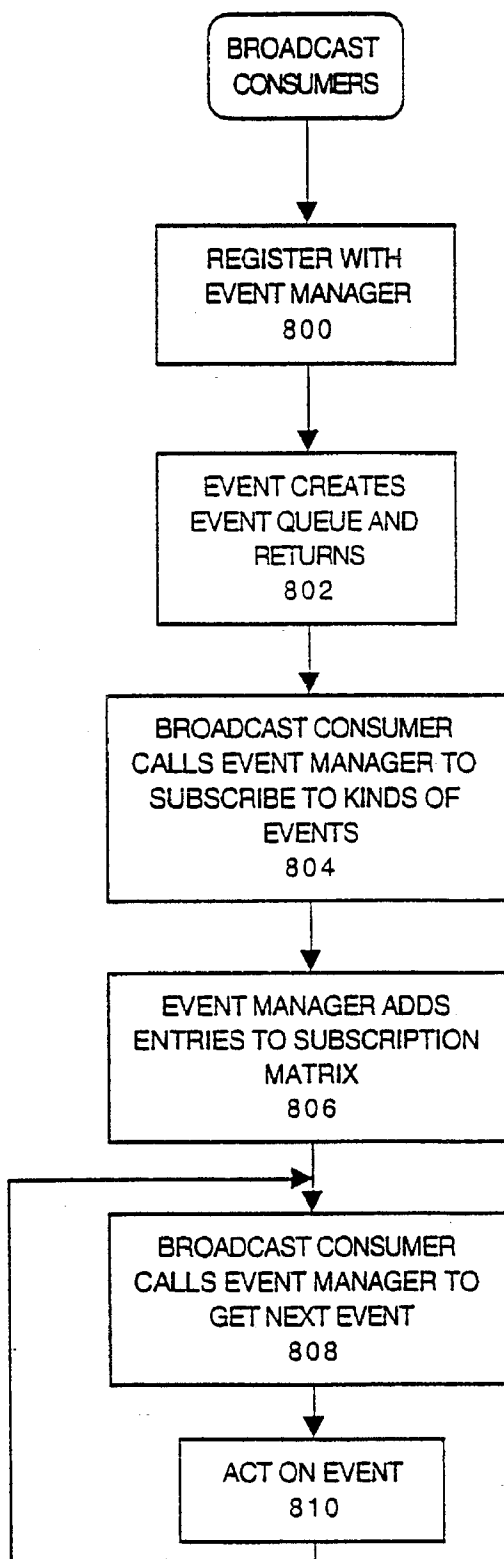 BROADCAST
CONSUMERS
REGISTER WITH
EVENT MANAGER
800
EVENT CREATES
EVENT QUEUE AND
RETURNS
802
BROADCAST CONSUMER
CALLS EVENT MANAGER TO
SUBSCRIBE TO KINDS OF
EVENTS
804
EVENT MANAGER ADDS
ENTRIES TO SUBSCRIPTION
MATRIX
806
BROADCAST CONSUMER
CALLS EVENT MANAGER TO
GET NEXT EVENT
808
ACT ON EVENT
810